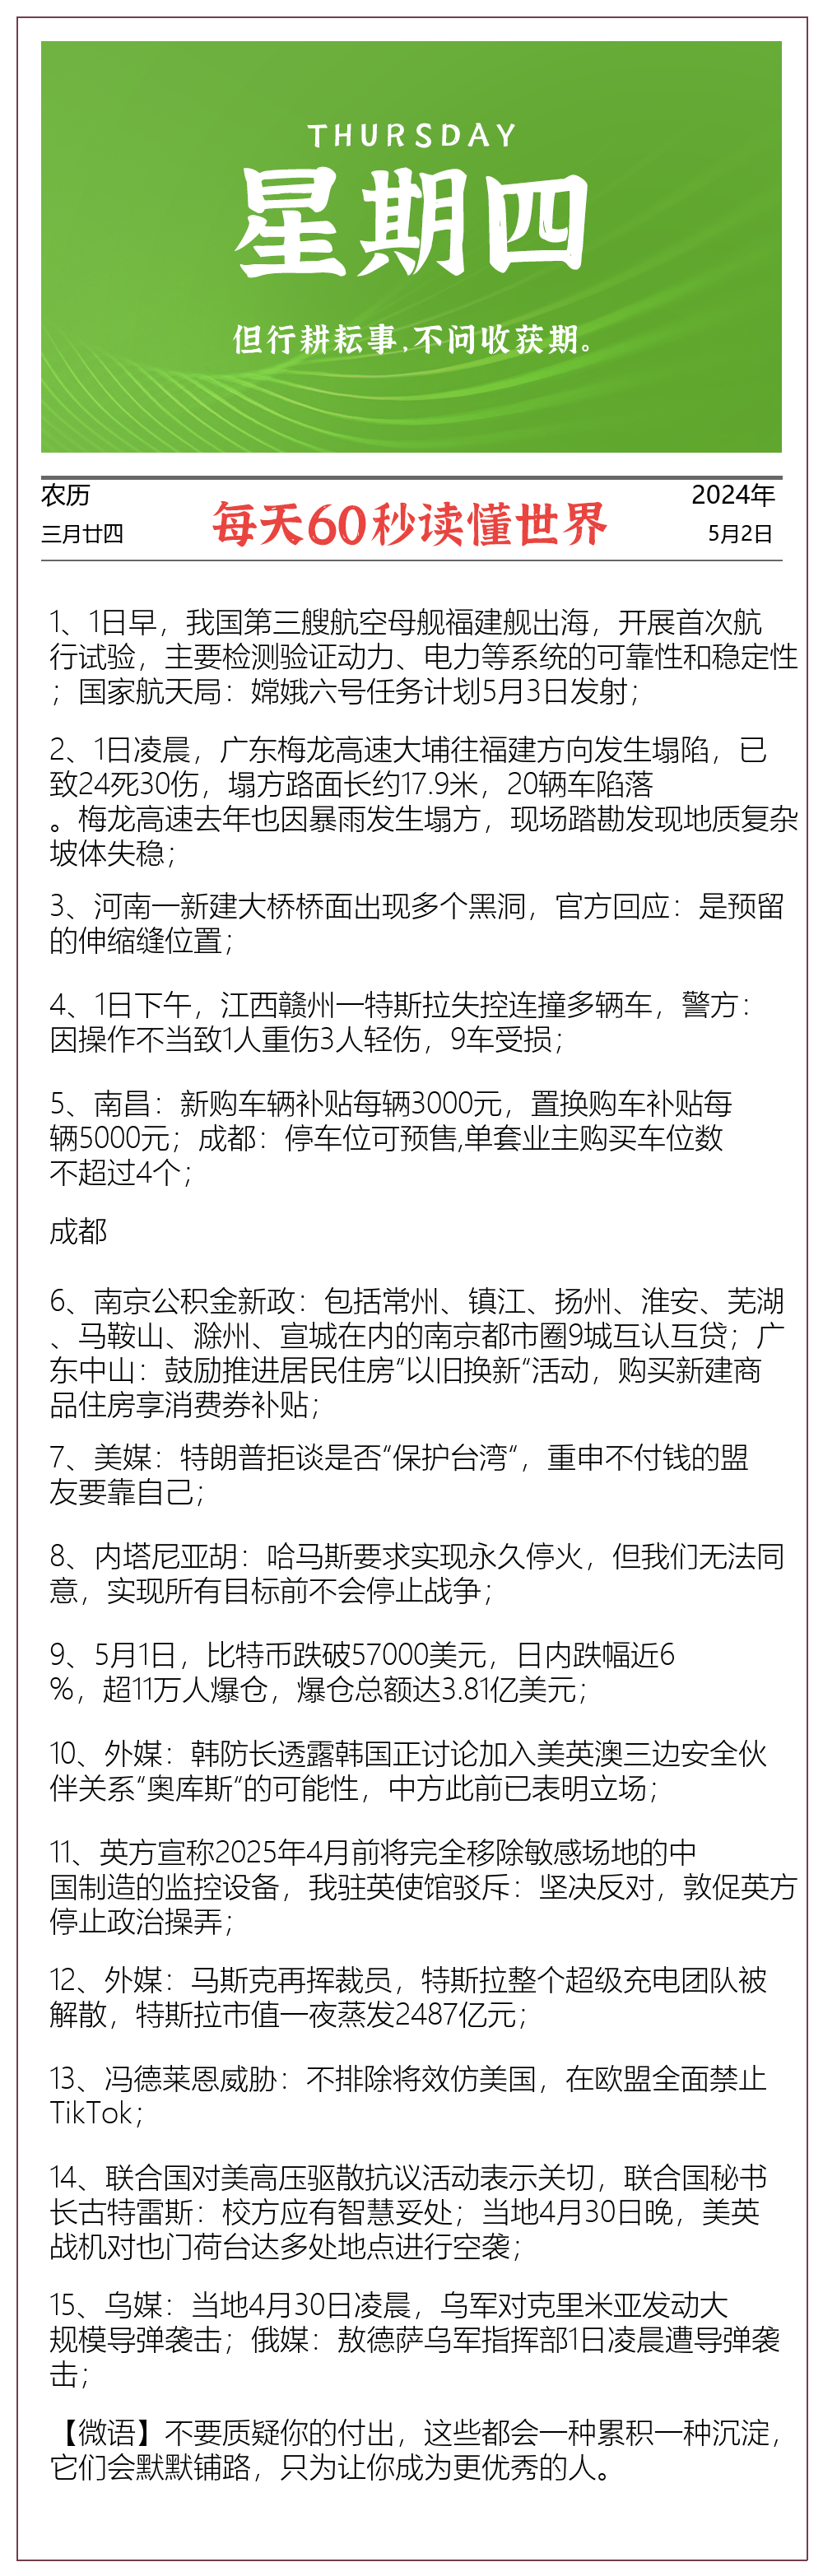 THURSDAY
星期四
但行耕耘事,不问收获期。
农历
2024年
每天60秒读懂世界
三月廿四
5月2日
1、1日早，我国第三艘航空母舰福建舰出海，开展首次航
行试验，主要检测验证动力、电力等系统的可靠性和稳定性
；国家航天局：嫦娥六号任务计划5月3日发射；
2、1日凌晨，广东梅龙高速大埔往福建方向发生塌陷，已
致24死30伤，塌方路面长约17.9米，20辆车陷落
。梅龙高速去年也因暴雨发生塌方，现场踏勘发现地质复杂
坡体失稳；
3、河南一新建大桥桥面出现多个黑洞，官方回应：是预留
的伸缩缝位置；
4、1日下午，江西赣州一特斯拉失控连撞多辆车，警方：
因操作不当致1人重伤3人轻伤，9车受损；
5、南昌：新购车辆补贴每辆3000元，置换购车补贴每
辆5000元；成都：停车位可预售,单套业主购买车位数
不超过4个；
成都
6、南京公积金新政：包括常州、镇江、扬州、淮安、芜湖
、马鞍山、滁州、宣城在内的南京都市圈9城互认互贷；广
东中山：鼓励推进居民住房“以旧换新“活动，购买新建商
品住房享消费券补贴；
7、美媒：特朗普拒谈是否“保护台湾“，重申不付钱的盟
友要靠自己；
8、内塔尼亚胡：哈马斯要求实现永久停火，但我们无法同
意，实现所有目标前不会停止战争；
9、5月1日，比特币跌破57000美元，日内跌幅近6
%，超11万人爆仓，爆仓总额达3.81亿美元；
10、外媒：韩防长透露韩国正讨论加入美英澳三边安全伙
伴关系“奥库斯“的可能性，中方此前已表明立场；
11、英方宣称2025年4月前将完全移除敏感场地的中
国制造的监控设备，我驻英使馆驳斥：坚决反对，敦促英方
停止政治操弄；
12、外媒：马斯克再挥裁员，特斯拉整个超级充电团队被
解散，特斯拉市值一夜蒸发2487亿元；
13、冯德莱恩威胁：不排除将效仿美国，在欧盟全面禁止
TikTok；
14、联合国对美高压驱散抗议活动表示关切，联合国秘书
长古特雷斯：校方应有智慧妥处；当地4月30日晚，美英
战机对也门荷台达多处地点进行空袭；
15、乌媒：当地4月30日凌晨，乌军对克里米亚发动大
规模导弹袭击；俄媒：敖德萨乌军指挥部1日凌晨遭导弹袭
击；
【微语】不要质疑你的付出，这些都会一种累积一种沉淀，
它们会默默铺路，只为让你成为更优秀的人。